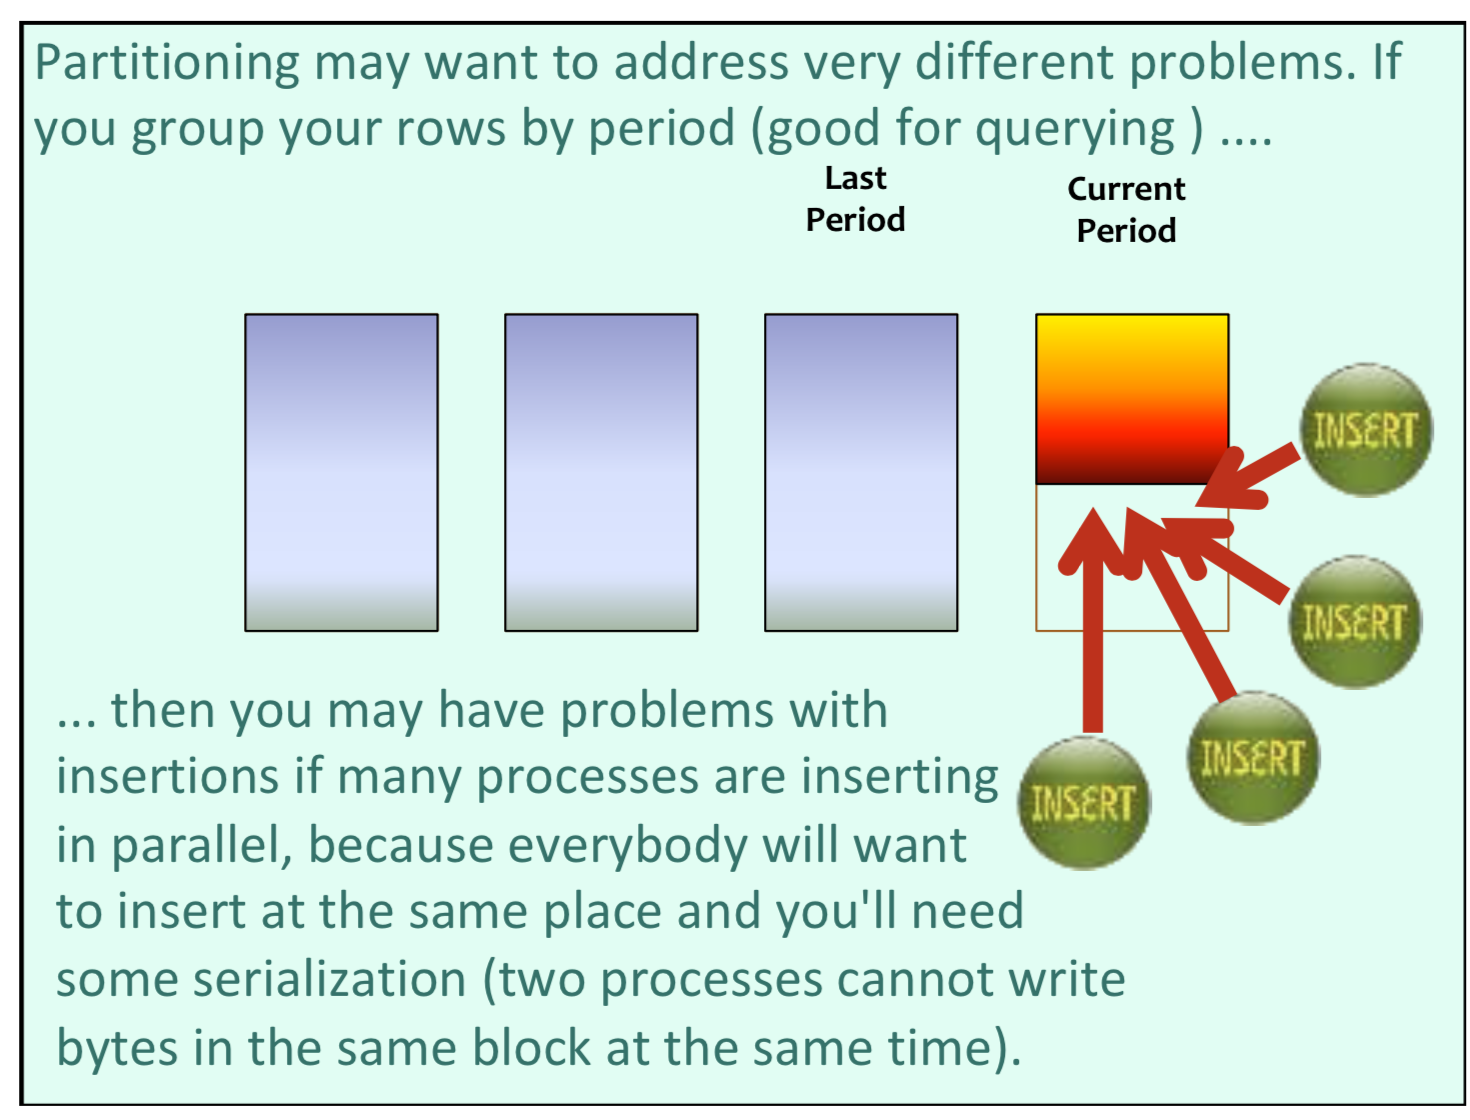 Partitioning may want to address very different problems. If
you group your rows by period (good for querying ) ....
Last
Period
Current
Period
INSERT
INSERT
INSERT
INSERT
... then you may have problems with
insertions if many processes are inserting
in parallel, because everybody will want
to insert at the same place and you'll need
some serialization (two processes cannot write
bytes in the same block at the same time).